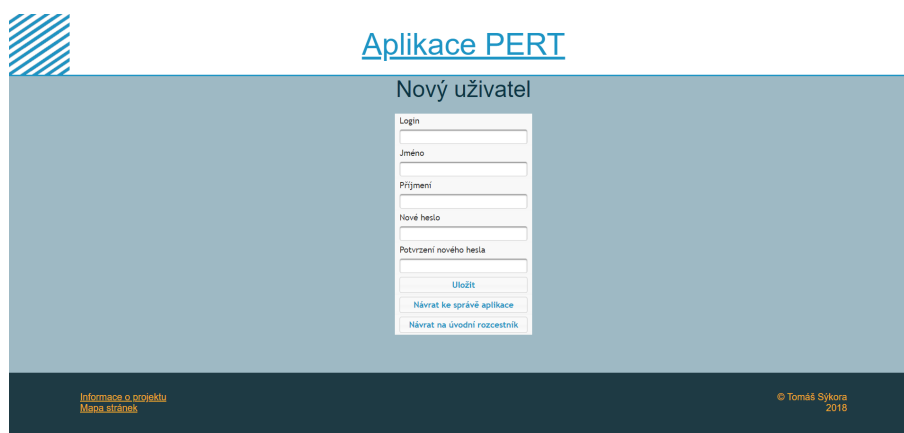 Aplikace PERT
Nový uživatel
Login
Jméno
Příjmení
Nové heslo
Potvrzení nového hesla
Uložit
Návrat ke správě aplikace
Návrat na úvodní rozcestník
Informace o projektu
Mapa stránek
© Tomáš Sýkora
2018